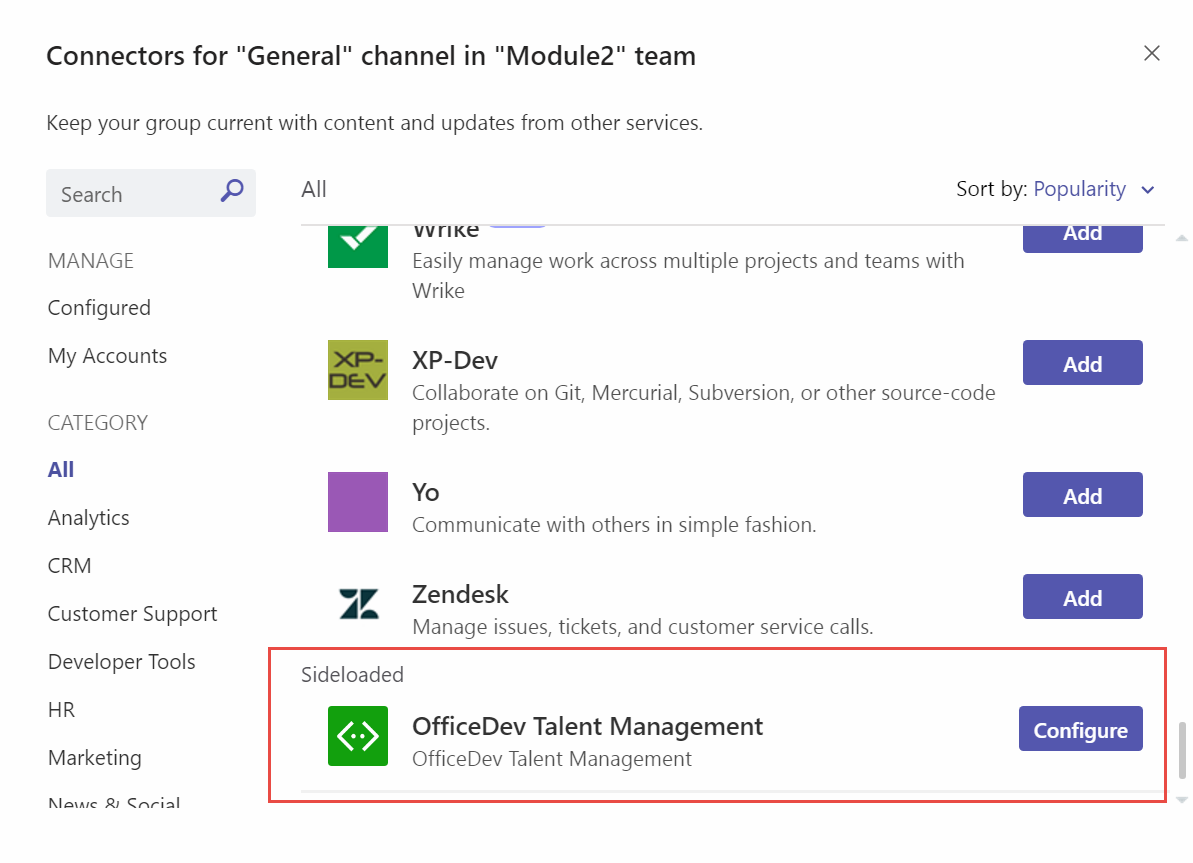 Connectors for "General" channel in "Module2" team
Keep your group current with content and updates from other services.
Search
All
Sort by: Popularity
MANAGE
Configured
My Accounts
CATEGORY
All
Analytics
CRM
Customer Support
Developer Tools
HR
Marketing
News & Social
Wrike
Add
Easily manage work across multiple projects and teams with
Wrike
XP-
DEV
XP-Dev
Add
Collaborate on Git, Mercurial, Subversion, or other source-code
projects.
Yo
Add
Communicate with others in simple fashion.
Zendesk
Add
Manage issues, tickets, and customer service calls.
Sideloaded
OfficeDev Talent Management
Configure
OfficeDev Talent Management